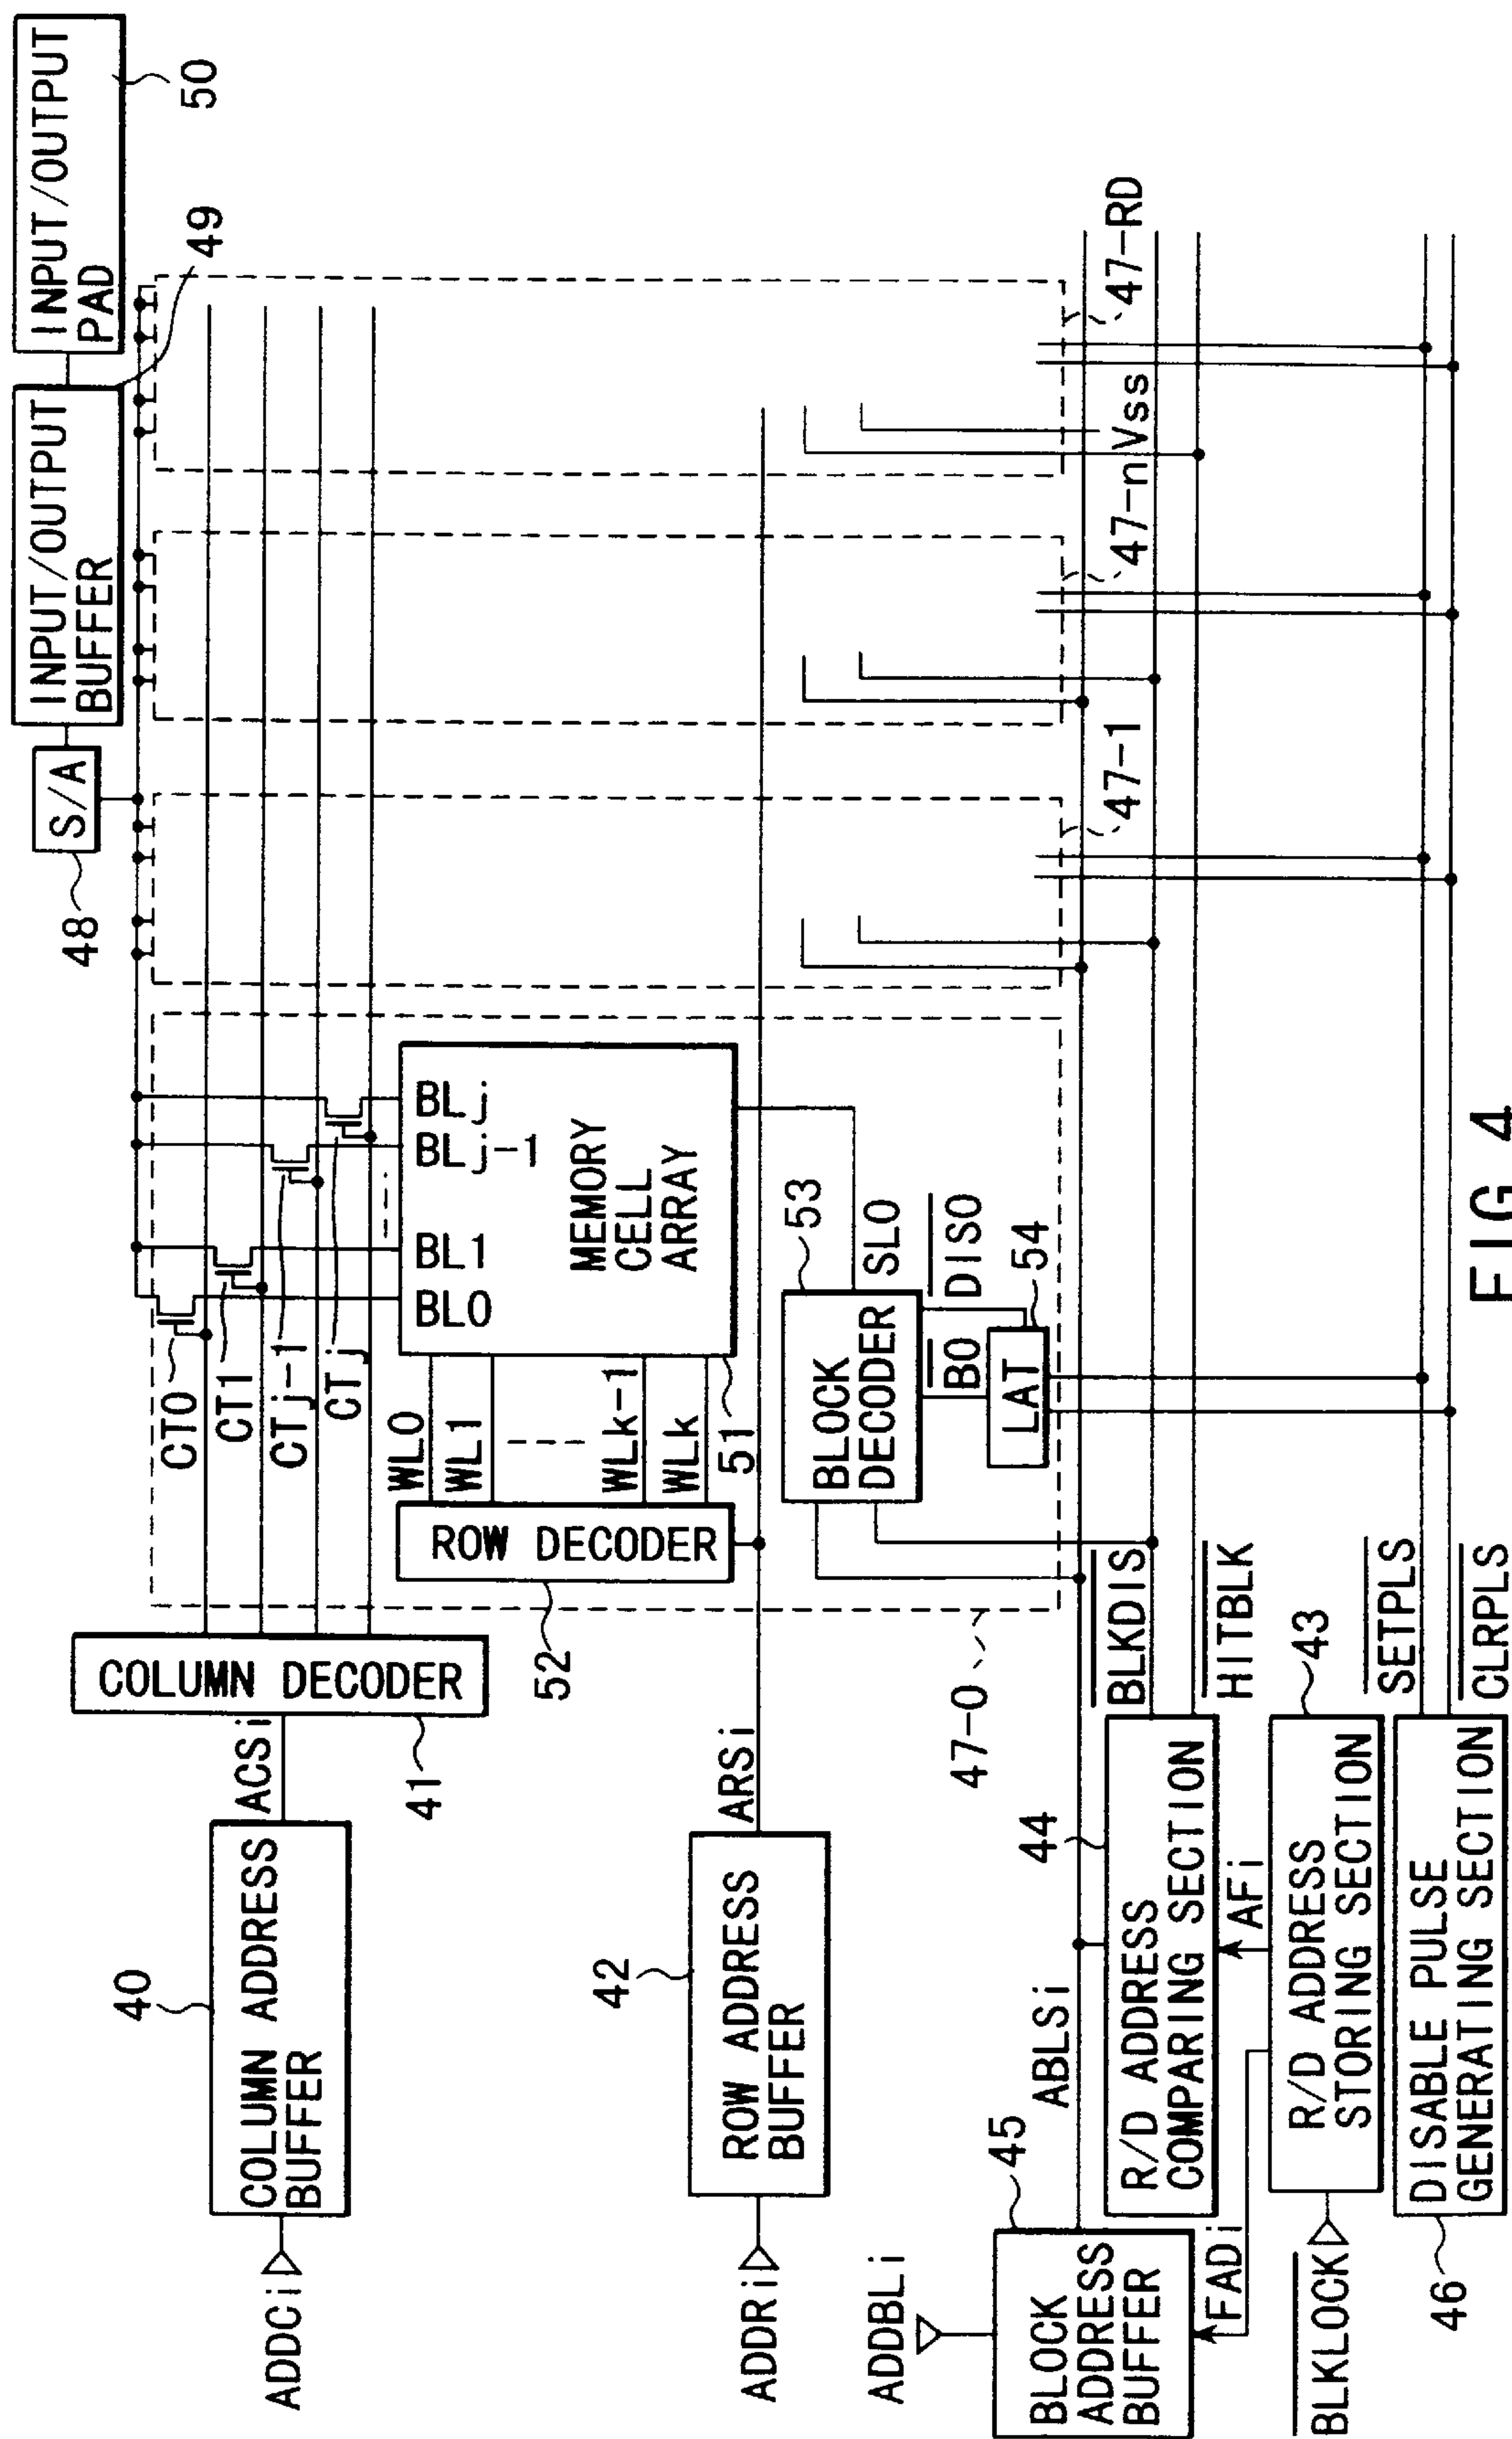 INPUT/OUTPUT
PAD
50
INPUT/OUTPUT
BUFFER
49
S/A
48
COLUMN DECODER
41
ACSi
COLUMN ADDRESS
BUFFER
40
ADDCi
CT0
CT1
CTj-1
CTj
BL0
BL1
BLj-1
BLj
MEMORY
CELL
ARRAY
51
WL0
WL1
WLk-1
WLk
ROW DECODER
52
ARSi
ROW ADDRESS
BUFFER
42
ADDRi
BLOCK
DECODER
53
SL0
DIS0
B0
LAT
54
47-0
47-1
47-n
Vss
47-RD
ADDBLi
BLOCK
ADDRESS
BUFFER
45
ABLSi
FADi
R/D ADDRESS
COMPARING SECTION
44
BLKDIS
HITBLK
AFi
R/D ADDRESS
STORING SECTION
43
BLKLOCK
DISABLE PULSE
GENERATING SECTION
46
SETPLS
CLRPLS
FIG. 4